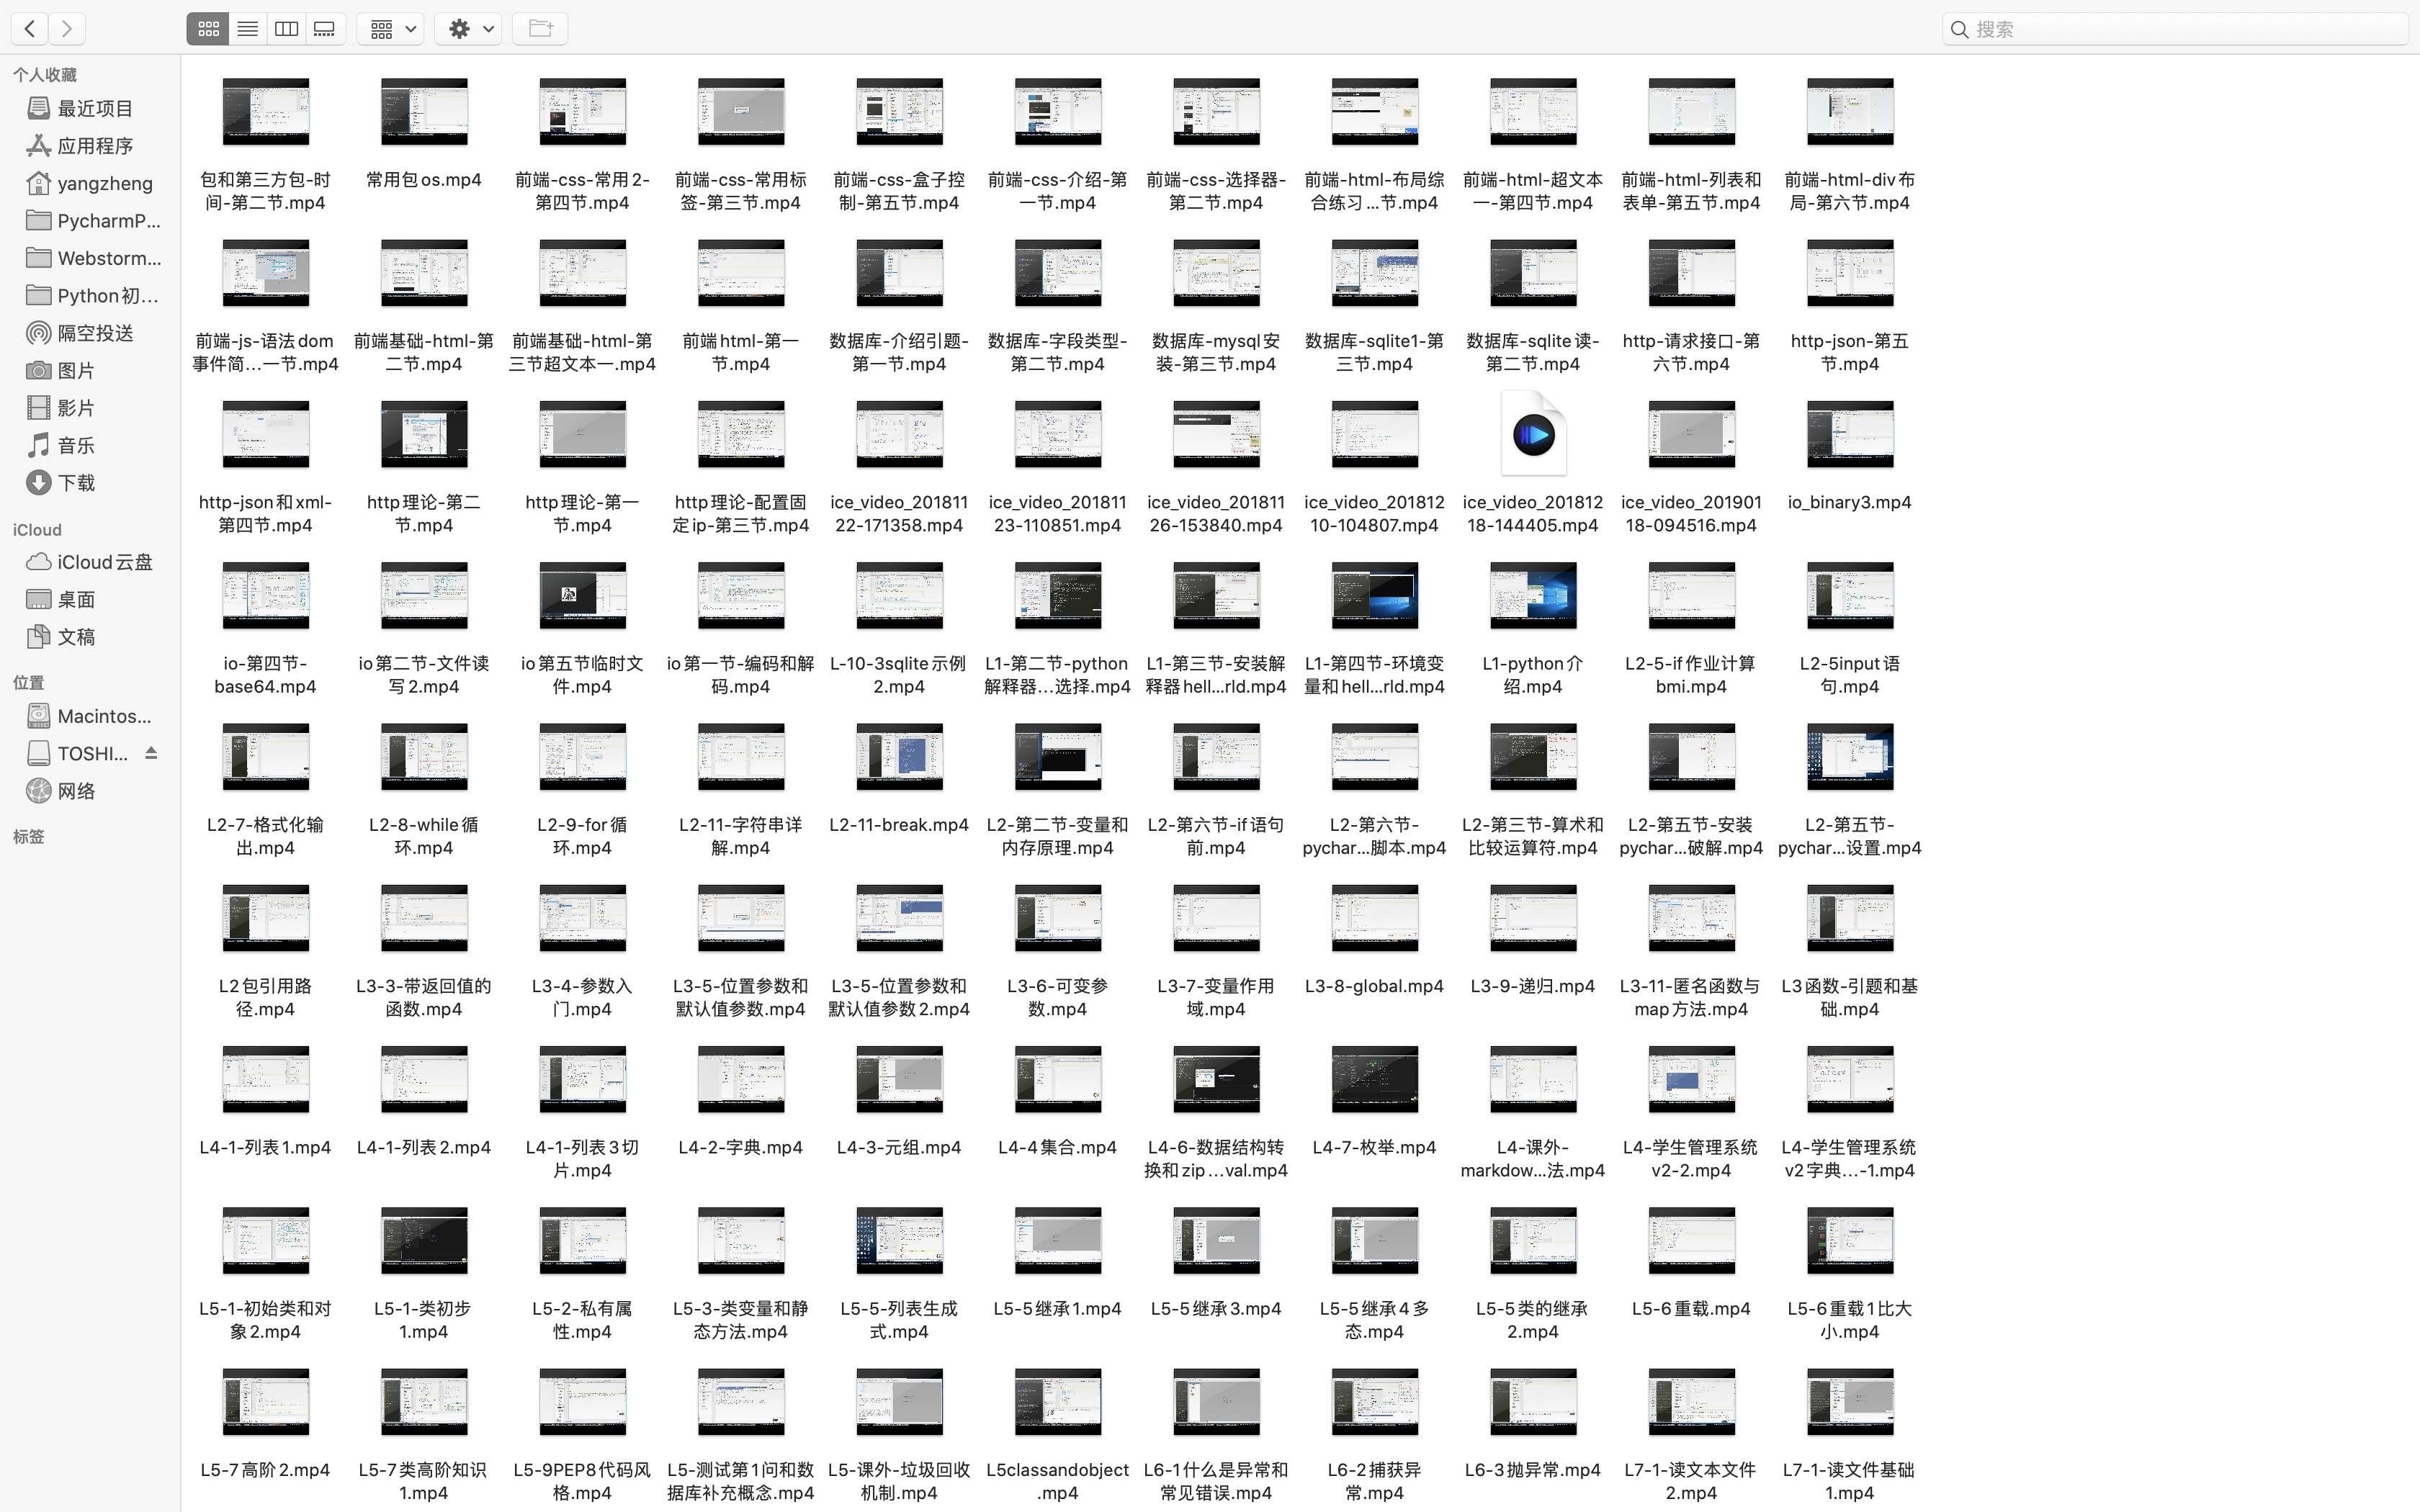 搜索
个人收藏
最近项目
应用程序
yangzheng
PycharmP...
Webstorm...
Python初...
隔空投送
图片
影片
音乐
下载
iCloud
iCloud云盘
桌面
文稿
位置
Macintos...
TOSHI...
网络
标签
包和第三方包-时
间-第二节.mp4
常用包os.mp4
前端-css-常用2-
第四节.mp4
前端-css-常用标
签-第三节.mp4
前端-css-盒子控
制-第五节.mp4
前端-css-介绍-第
一节.mp4
前端-css-选择器-
第二节.mp4
前端-html-布局综
合练习...节.mp4
前端-html-超文本
一-第四节.mp4
前端-html-列表和
表单-第五节.mp4
前端-html-div布
局-第六节.mp4
前端-js-语法dom
事件简...一节.mp4
前端基础-html-第
二节.mp4
前端基础-html-第
三节超文本一.mp4
前端html-第一
节.mp4
数据库-介绍引题-
第一节.mp4
数据库-字段类型-
第二节.mp4
数据库-mysql安
装-第三节.mp4
数据库-sqlite1-第
三节.mp4
数据库-sqlite读-
第二节.mp4
http-请求接口-第
六节.mp4
http-json-第五
节.mp4
http-json和xml-
第四节.mp4
http理论-第二
节.mp4
http理论-第一
节.mp4
http理论-配置固
定ip-第三节.mp4
ice_video_201811
22-171358.mp4
ice_video_201811
23-110851.mp4
ice_video_201811
26-153840.mp4
ice_video_201812
10-104807.mp4
ice_video_201812
18-144405.mp4
ice_video_201901
18-094516.mp4
io_binary3.mp4
io-第四节-
base64.mp4
io第二节-文件读
写2.mp4
io第五节临时文
件.mp4
io第一节-编码和解
码.mp4
L-10-3sqlite示例
2.mp4
L1-第二节-python
解释器...选择.mp4
L1-第三节-安装解
释器hell...rld.mp4
L1-第四节-环境变
量和hell...rld.mp4
L1-python介
绍.mp4
L2-5-if作业计算
bmi.mp4
L2-5input语
句.mp4
L2-7-格式化输
出.mp4
L2-8-while循
环.mp4
L2-9-for循
环.mp4
L2-11-字符串详
解.mp4
L2-11-break.mp4
L2-第二节-变量和
内存原理.mp4
L2-第六节-if语句
前.mp4
L2-第六节-
pychar...脚本.mp4
L2-第三节-算术和
比较运算符.mp4
L2-第五节-安装
pychar...破解.mp4
L2-第五节-
pychar...设置.mp4
L2包引用路
径.mp4
L3-3-带返回值的
函数.mp4
L3-4-参数入
门.mp4
L3-5-位置参数和
默认值参数.mp4
L3-5-位置参数和
默认值参数2.mp4
L3-6-可变参
数.mp4
L3-7-变量作用
域.mp4
L3-8-global.mp4
L3-9-递归.mp4
L3-11-匿名函数与
map方法.mp4
L3函数-引题和基
础.mp4
L4-1-列表1.mp4
L4-1-列表2.mp4
L4-1-列表3切
片.mp4
L4-2-字典.mp4
L4-3-元组.mp4
L4-4集合.mp4
L4-6-数据结构转
换和zip...val.mp4
L4-7-枚举.mp4
L4-课外-
markdow...法.mp4
L4-学生管理系统
v2-2.mp4
L4-学生管理系统
v2字典...-1.mp4
L5-1-初始类和对
象2.mp4
L5-1-类初步
1.mp4
L5-2-私有属
性.mp4
L5-3-类变量和静
态方法.mp4
L5-5-列表生成
式.mp4
L5-5继承1.mp4
L5-5继承3.mp4
L5-5继承4多
态.mp4
L5-5类的继承
2.mp4
L5-6重载.mp4
L5-6重载1比大
小.mp4
L5-7高阶2.mp4
L5-7类高阶知识
1.mp4
L5-9PEP8代码风
格.mp4
L5-测试第1问和数
据库补充概念.mp4
L5-课外-垃圾回收
机制.mp4
L5classandobject
.mp4
L6-1什么是异常和
常见错误.mp4
L6-2捕获异
常.mp4
L6-3抛异常.mp4
L7-1-读文本文件
2.mp4
L7-1-读文件基础
1.mp4